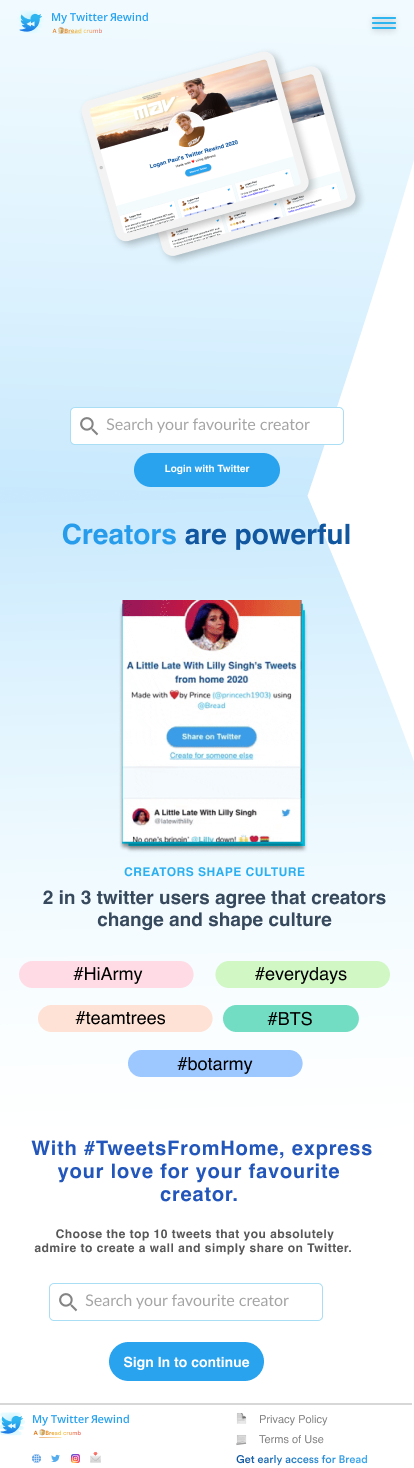 My Twitter Яewind
A Bread crumb
MAV
Logan Paul's Twitter Rewind 2020
Search your favourite creator
Login with Twitter
Creators are powerful
A Little Late With Lilly Singh's Tweets
from home 2020
Made with ❤️by Prince (@princech1903) using
@Bread
Share on Twitter
Create for someone else
A Little Late With Lilly Singh
@latewithlilly
No one's bringin' @Lilly down!
CREATORS SHAPE CULTURE
2 in 3 twitter users agree that creators
change and shape culture
#HiArmy #everydays
#teamtrees #BTS
#botarmy
With #TweetsFromHome, express
your love for your favourite
creator.
Choose the top 10 tweets that you absolutely
admire to create a wall and simply share on Twitter.
Search your favourite creator
Sign In to continue
My Twitter Яewind
A Bread crumb
Privacy Policy
Terms of Use
Get early access for Bread